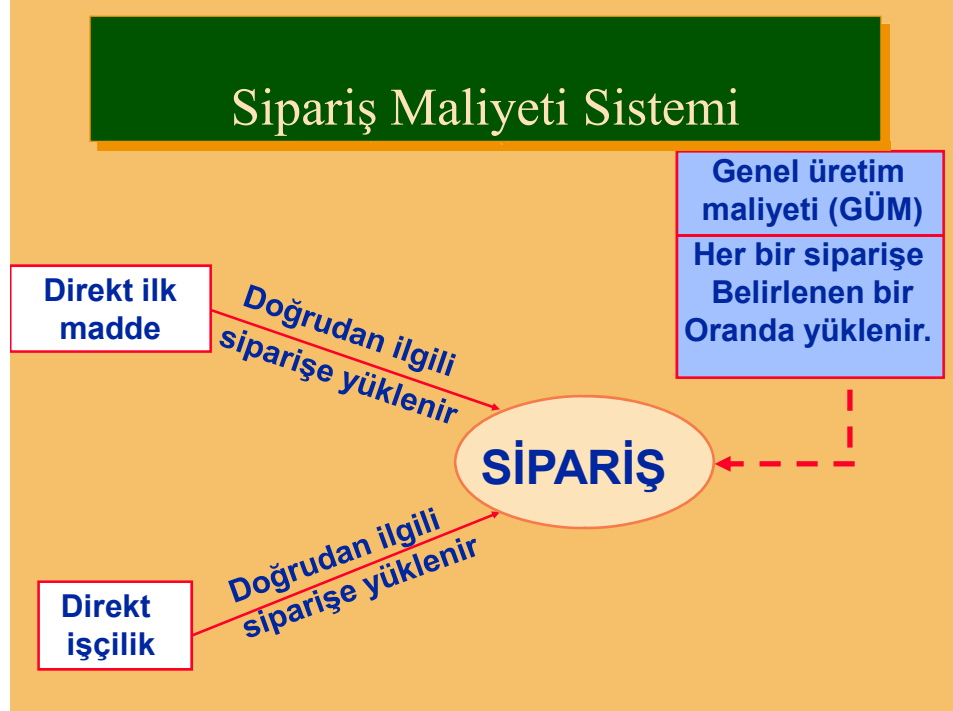 Sipariş Maliyeti Sistemi
Genel üretim
maliyeti (GÜM)
Her bir siparişe
Belirlenen bir
Oranda yüklenir.
Direkt ilk
madde
Doğrudan ilgili
siparişe yüklenir
SİPARİŞ
Doğrudan ilgili
siparişe yüklenir
Direkt
işçilik